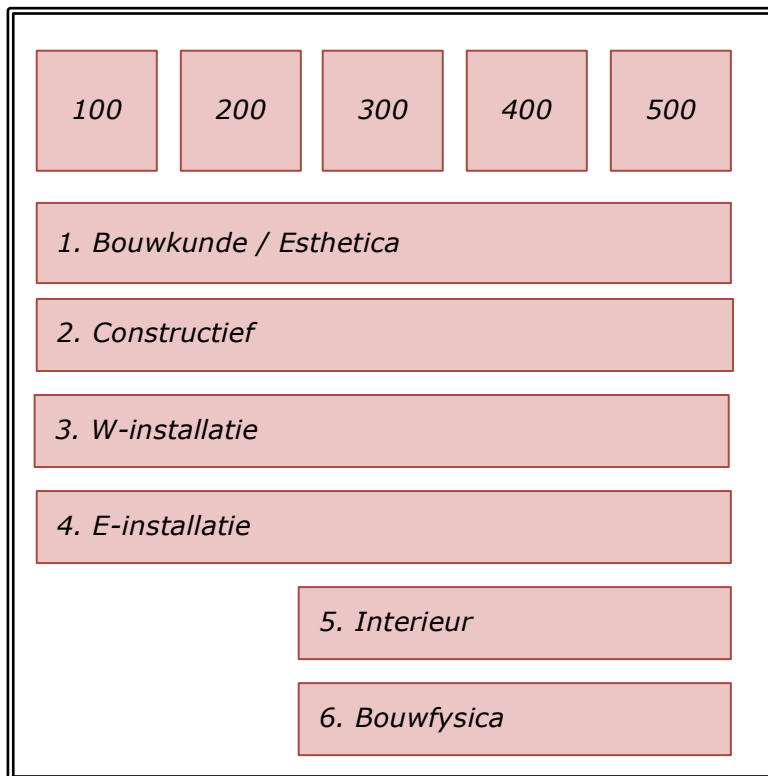 100 200 300 400 500
1. Bouwkunde / Esthetica
2. Constructief
3. W-installatie
4. E-installatie
5. Interieur
6. Bouwfysica